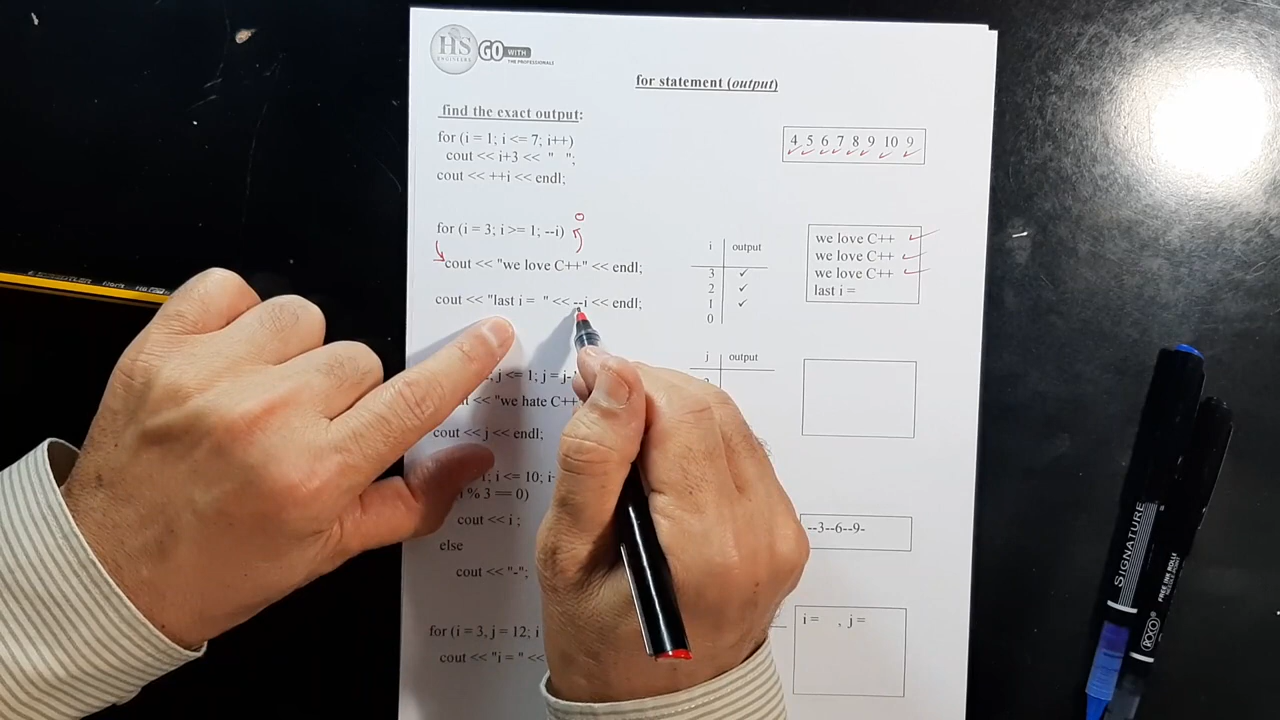 HS
ENGINEERS
GO WITH
THE PROFESSIONALS
for statement (output)
find the exact output:
for (i = 1; i <= 7; i++)
cout << i+3 << "   ";
cout << ++i << endl;
4 5 6 7 8 9 10 9
for (i = 3; i >= 1; --i)
0
cout << "we love C++" << endl;
cout << "last i =  " << --i << endl;
i output
3 ✓
2 ✓
1 ✓
0
we love C++
we love C++
we love C++
last i =
j <= 1; j = j-
<< "we hate C++
cout << j << endl;
j output
i <= 10; i-
% 3 == 0)
cout << i ;
else
cout << "-";
--3--6--9-
for (i = 3, j = 12; i
cout << "i = " <<
i =     , j =
SIGNATURE
ROCO